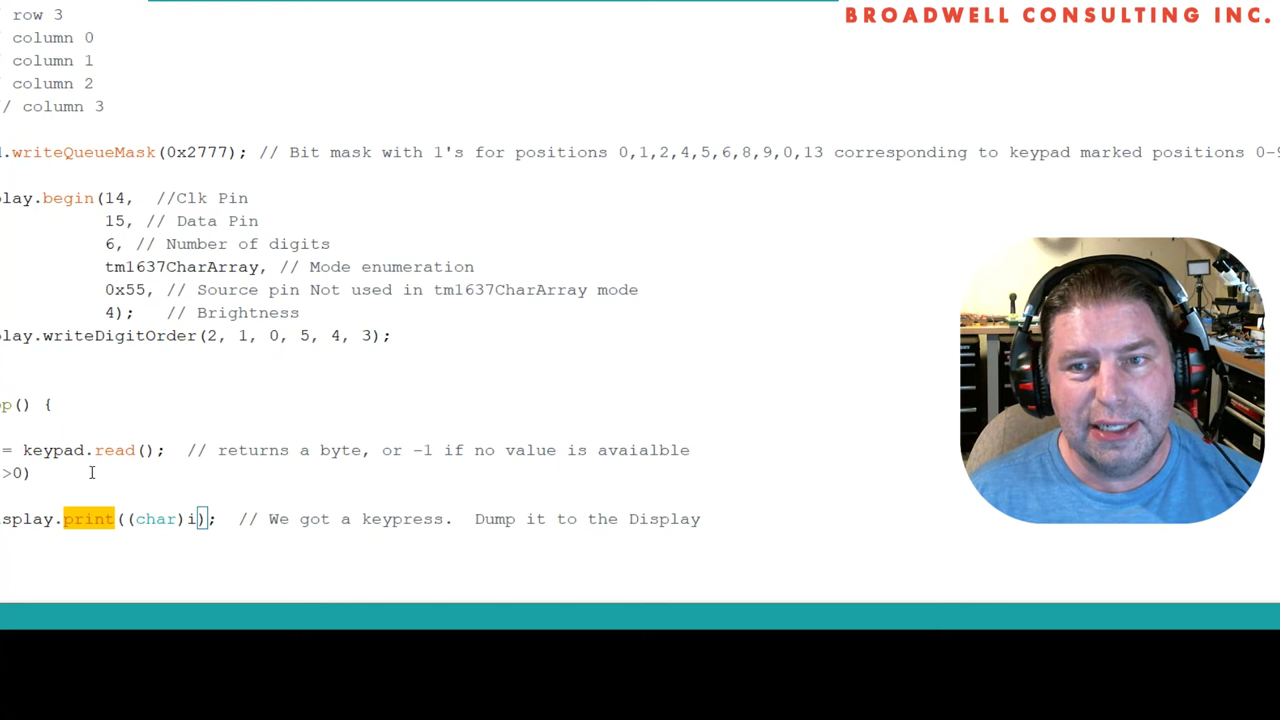 BROADWELL CONSULTING INC.
row 3
column 0
column 1
column 2
// column 3
.writeQueueMask(0x2777); // Bit mask with 1's for positions 0,1,2,4,5,6,8,9,0,13 corresponding to keypad marked positions 0-9
lay.begin(14, //Clk Pin
15, // Data Pin
6, // Number of digits
tm1637CharArray, // Mode enumeration
0x55, // Source pin Not used in tm1637CharArray mode
4); // Brightness
lay.writeDigitOrder(2, 1, 0, 5, 4, 3);
p() {
= keypad.read(); // returns a byte, or -1 if no value is avaialble
>0)
splay.print((char)i); // We got a keypress. Dump it to the Display